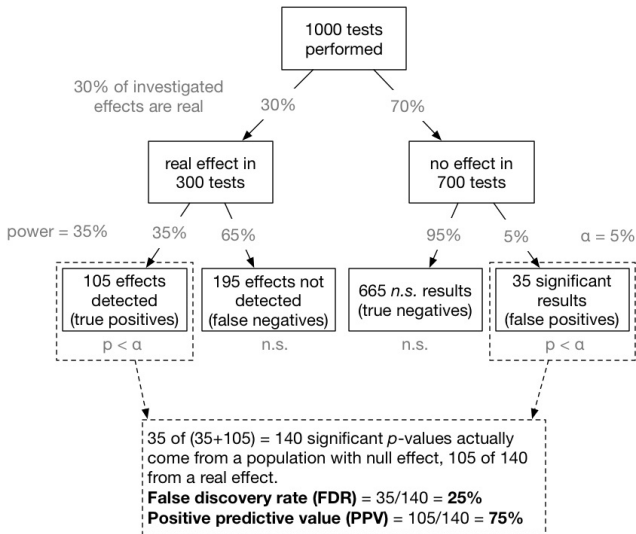 1000 tests
performed
30% of investigated
effects are real
30%
70%
real effect in
300 tests
no effect in
700 tests
power = 35%
35%
65%
95%
5%
α = 5%
105 effects
detected
(true positives)
195 effects not
detected
(false negatives)
665 n.s. results
(true negatives)
35 significant
results
(false positives)
p < α
n.s.
n.s.
p < α
35 of (35+105) = 140 significant p-values actually
come from a population with null effect, 105 of 140
from a real effect.
False discovery rate (FDR) = 35/140 = 25%
Positive predictive value (PPV) = 105/140 = 75%